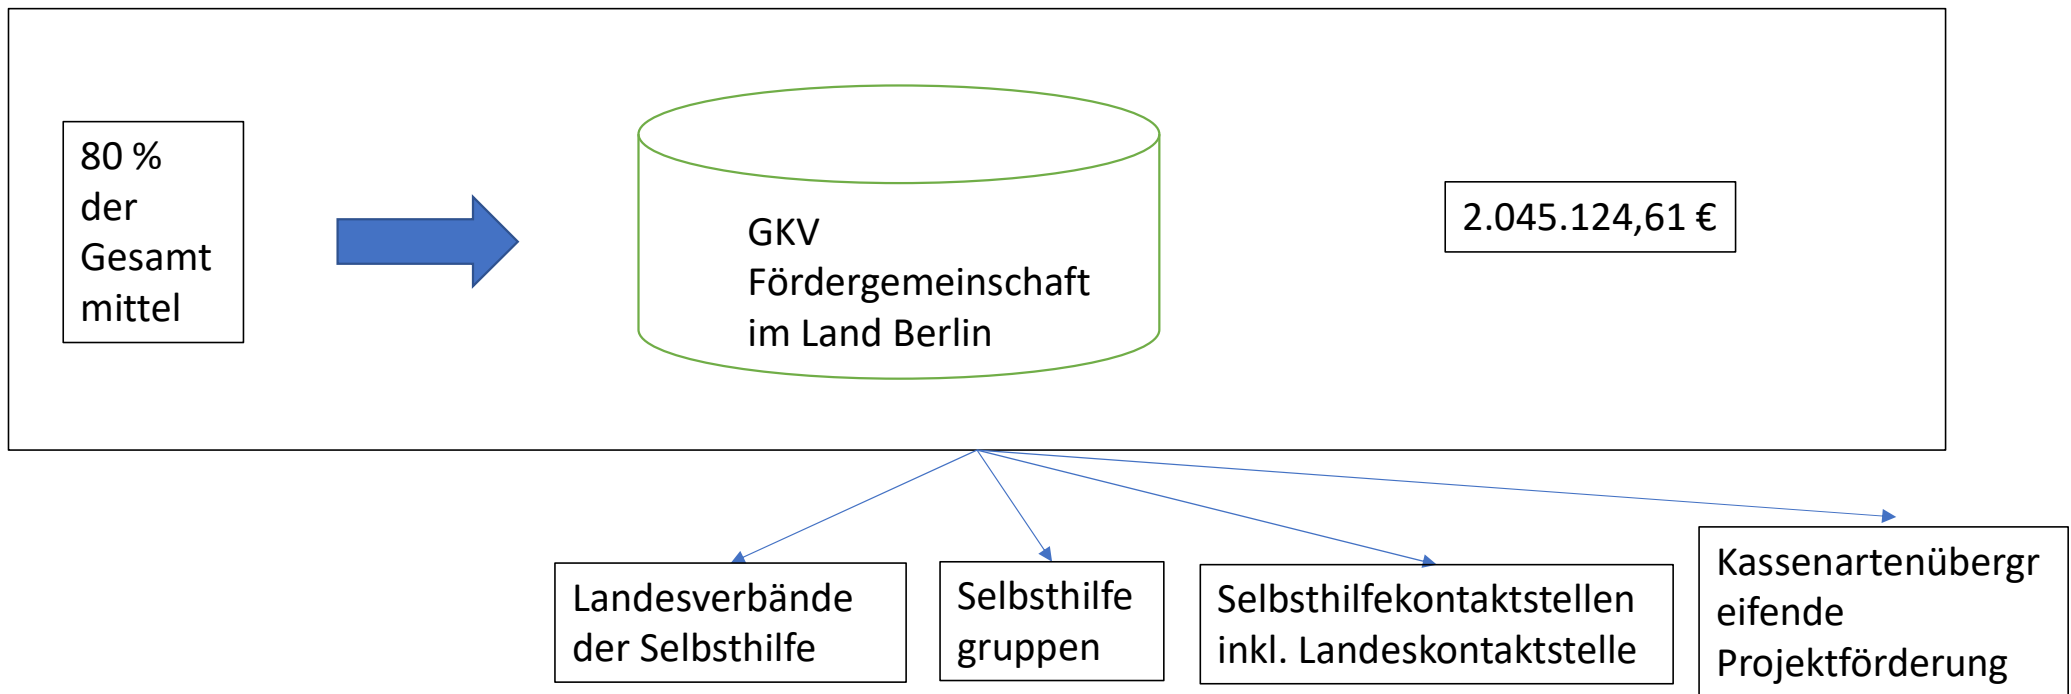 80 %
der
Gesamt
mittel
GKV
Fördergemeinschaft
im Land Berlin
2.045.124,61 €
Landesverbände
der Selbsthilfe
Selbsthilfe
gruppen
Selbsthilfekontaktstellen
inkl. Landeskontaktstelle
Kassenartenübergr
eifende
Projektförderung